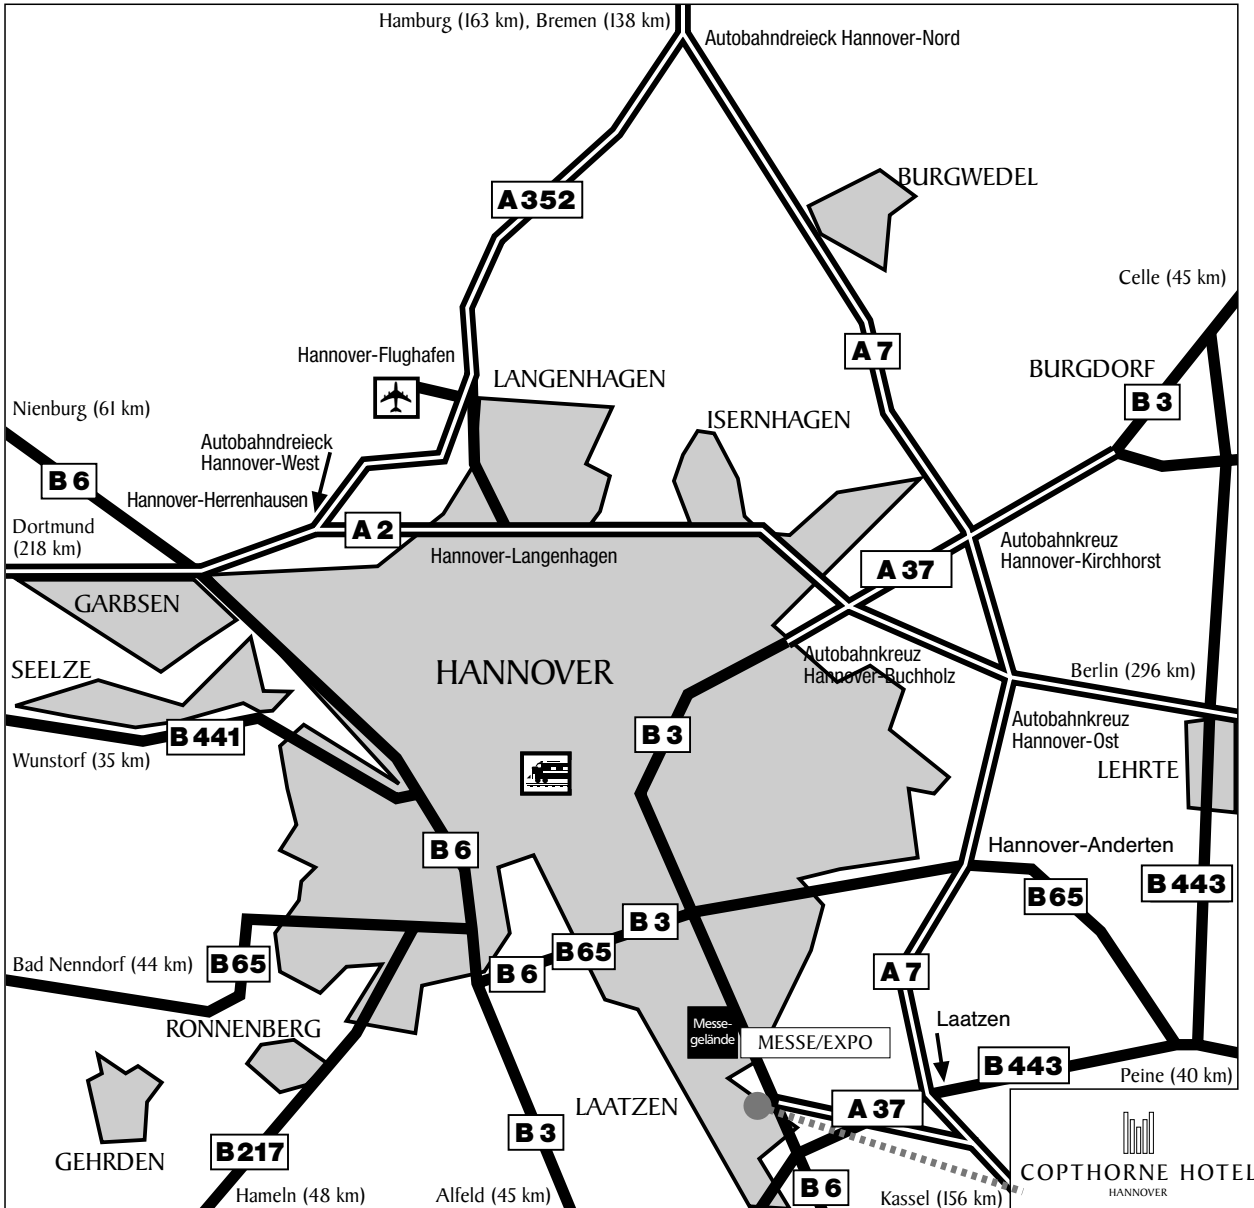 Hamburg (163 km), Bremen (138 km)
Autobahndreieck Hannover-Nord
BURGWEDEL
A 352
Celle (45 km)
A 7
Hannover-Flughafen
LANGENHAGEN
BURGDORF
B 3
Nienburg (61 km)
ISERNHAGEN
Autobahndreieck
Hannover-West
B 6
Hannover-Herrenhausen
Dortmund
(218 km)
A 2
Hannover-Langenhagen
Autobahnkreuz
Hannover-Kirchhorst
A 37
GARBSEN
SEELZE
HANNOVER
Autobahnkreuz
Hannover-Buchholz
Berlin (296 km)
Autobahnkreuz
Hannover-Ost
B 441
B 3
Wunstorf (35 km)
LEHRTE
B 6
Hannover-Anderten
B 443
B 65
B 3
B 65
B 6
Bad Nenndorf (44 km)
B 65
A 7
RONNENBERG
Messe-
gelände
MESSE/EXPO
Laatzen
B 443
Peine (40 km)
LAATZEN
A 37
B 3
B 217
GEHRDEN
COPTHORNE HOTEL
HANNOVER
B 6
Hameln (48 km)
Alfeld (45 km)
Kassel (156 km)